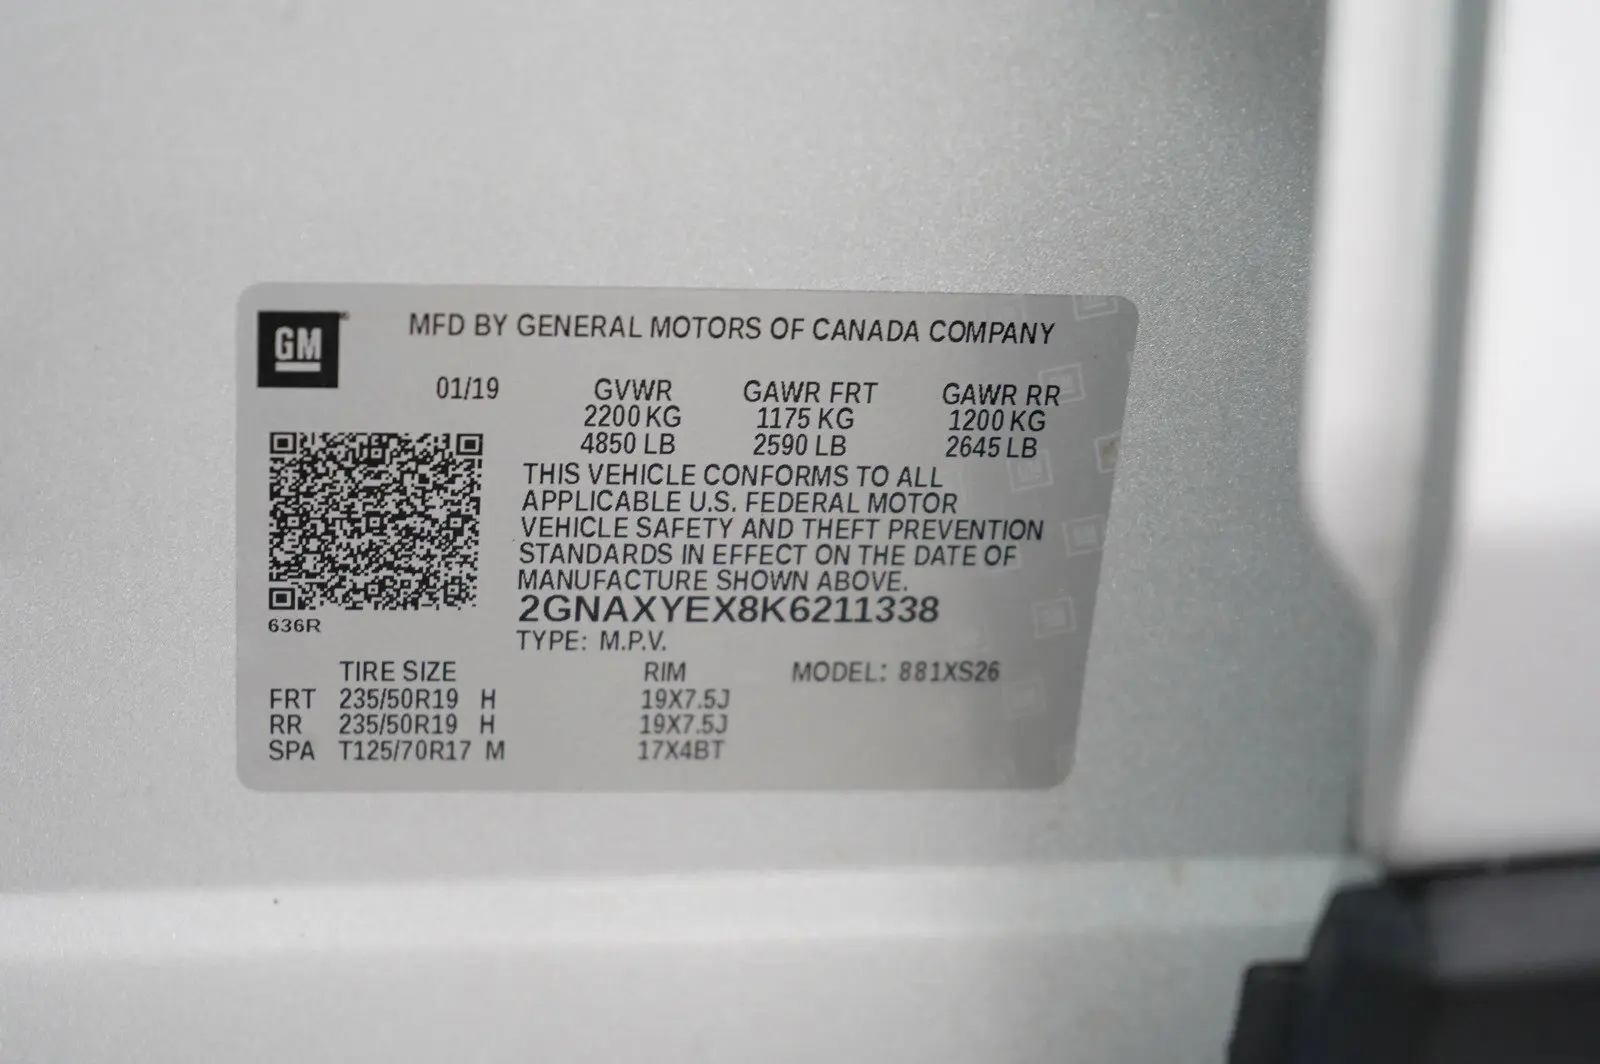 GM
MFD BY GENERAL MOTORS OF CANADA COMPANY
01/19 GVWR GAWR FRT GAWR RR
2200 KG 1175 KG 1200 KG
4850 LB 2590 LB 2645 LB
THIS VEHICLE CONFORMS TO ALL
APPLICABLE U.S. FEDERAL MOTOR
VEHICLE SAFETY AND THEFT PREVENTION
STANDARDS IN EFFECT ON THE DATE OF
MANUFACTURE SHOWN ABOVE.
2GNAXYEX8K6211338
636R
TYPE: M.P.V.
TIRE SIZE RIM MODEL: 881XS26
FRT 235/50R19 H 19X7.5J
RR 235/50R19 H 19X7.5J
SPA T125/70R17 M 17X4BT